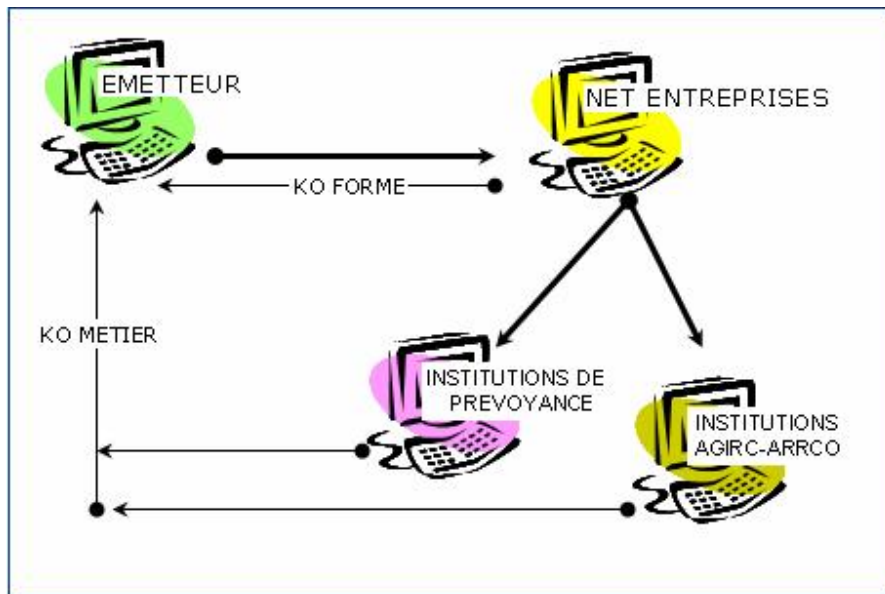 EMETTEUR
NET ENTREPRISES
KO FORME
KO METIER
INSTITUTIONS DE
PREVOYANCE
INSTITUTIONS
AGIRC-ARRCO